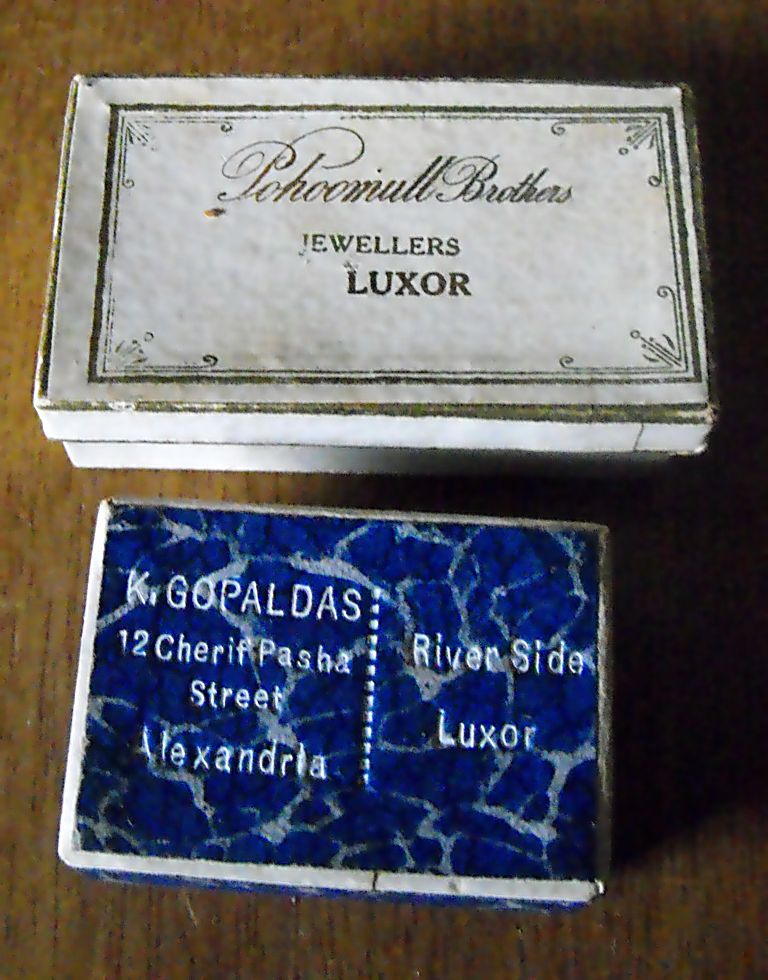 Pohoomull Brothers
JEWELLERS
LUXOR
K. GOPALDAS
12 Cherif Pasha
Street
Alexandria
River Side
Luxor